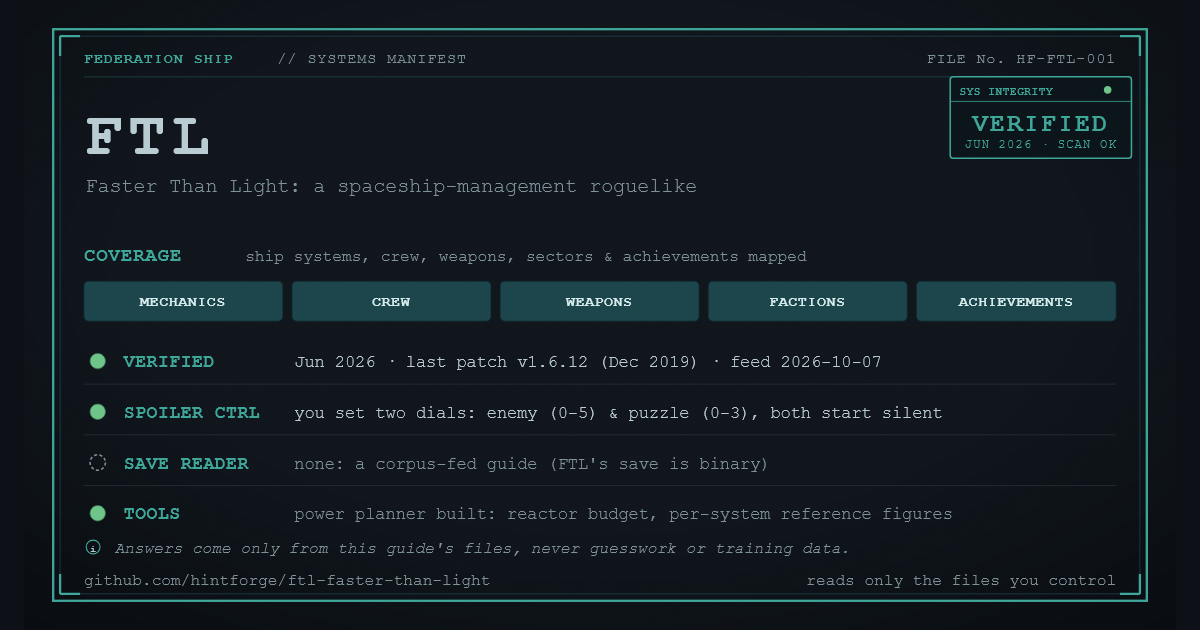 FEDERATION SHIP // SYSTEMS MANIFEST FILE No. HF-FTL-001
SYS INTEGRITY
VERIFIED
JUN 2026 · SCAN OK
FTL
Faster Than Light: a spaceship-management roguelike
COVERAGE ship systems, crew, weapons, sectors & achievements mapped
MECHANICS CREW WEAPONS FACTIONS ACHIEVEMENTS
VERIFIED Jun 2026 · last patch v1.6.12 (Dec 2019) · feed 2026-10-07
SPOILER CTRL you set two dials: enemy (0-5) & puzzle (0-3), both start silent
SAVE READER none: a corpus-fed guide (FTL's save is binary)
TOOLS power planner built: reactor budget, per-system reference figures
i Answers come only from this guide's files, never guesswork or training data.
github.com/hintforge/ftl-faster-than-light reads only the files you control